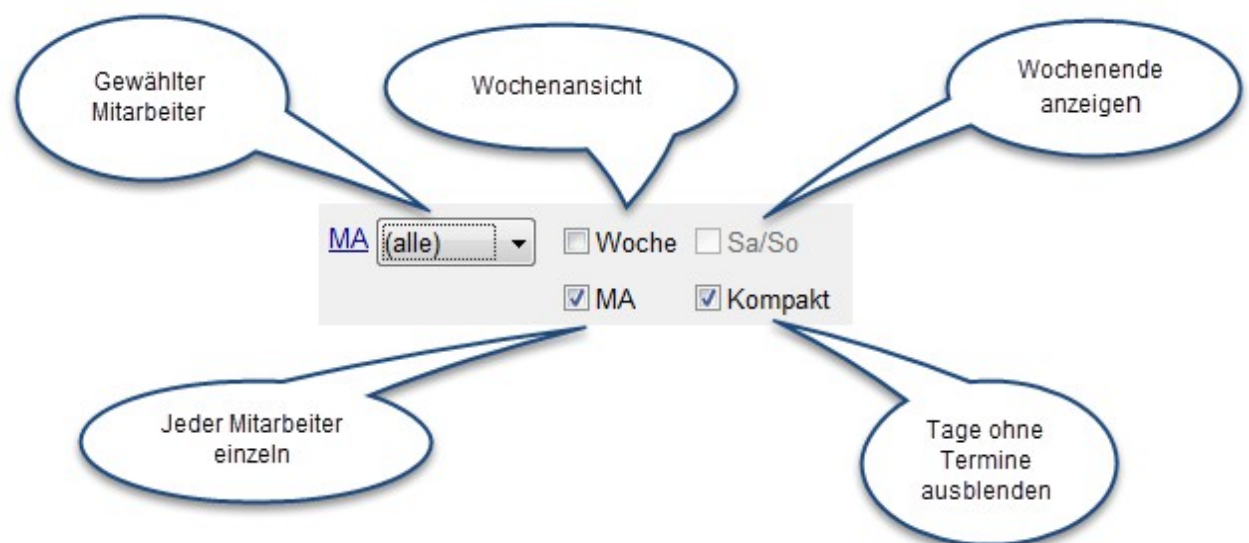 Gewählter
Mitarbeiter
Wochenansicht
Wochenende
anzeigen
MA (alle) Woche Sa/So
MA Kompakt
Jeder Mitarbeiter
einzeln
Tage ohne
Termine
ausblenden